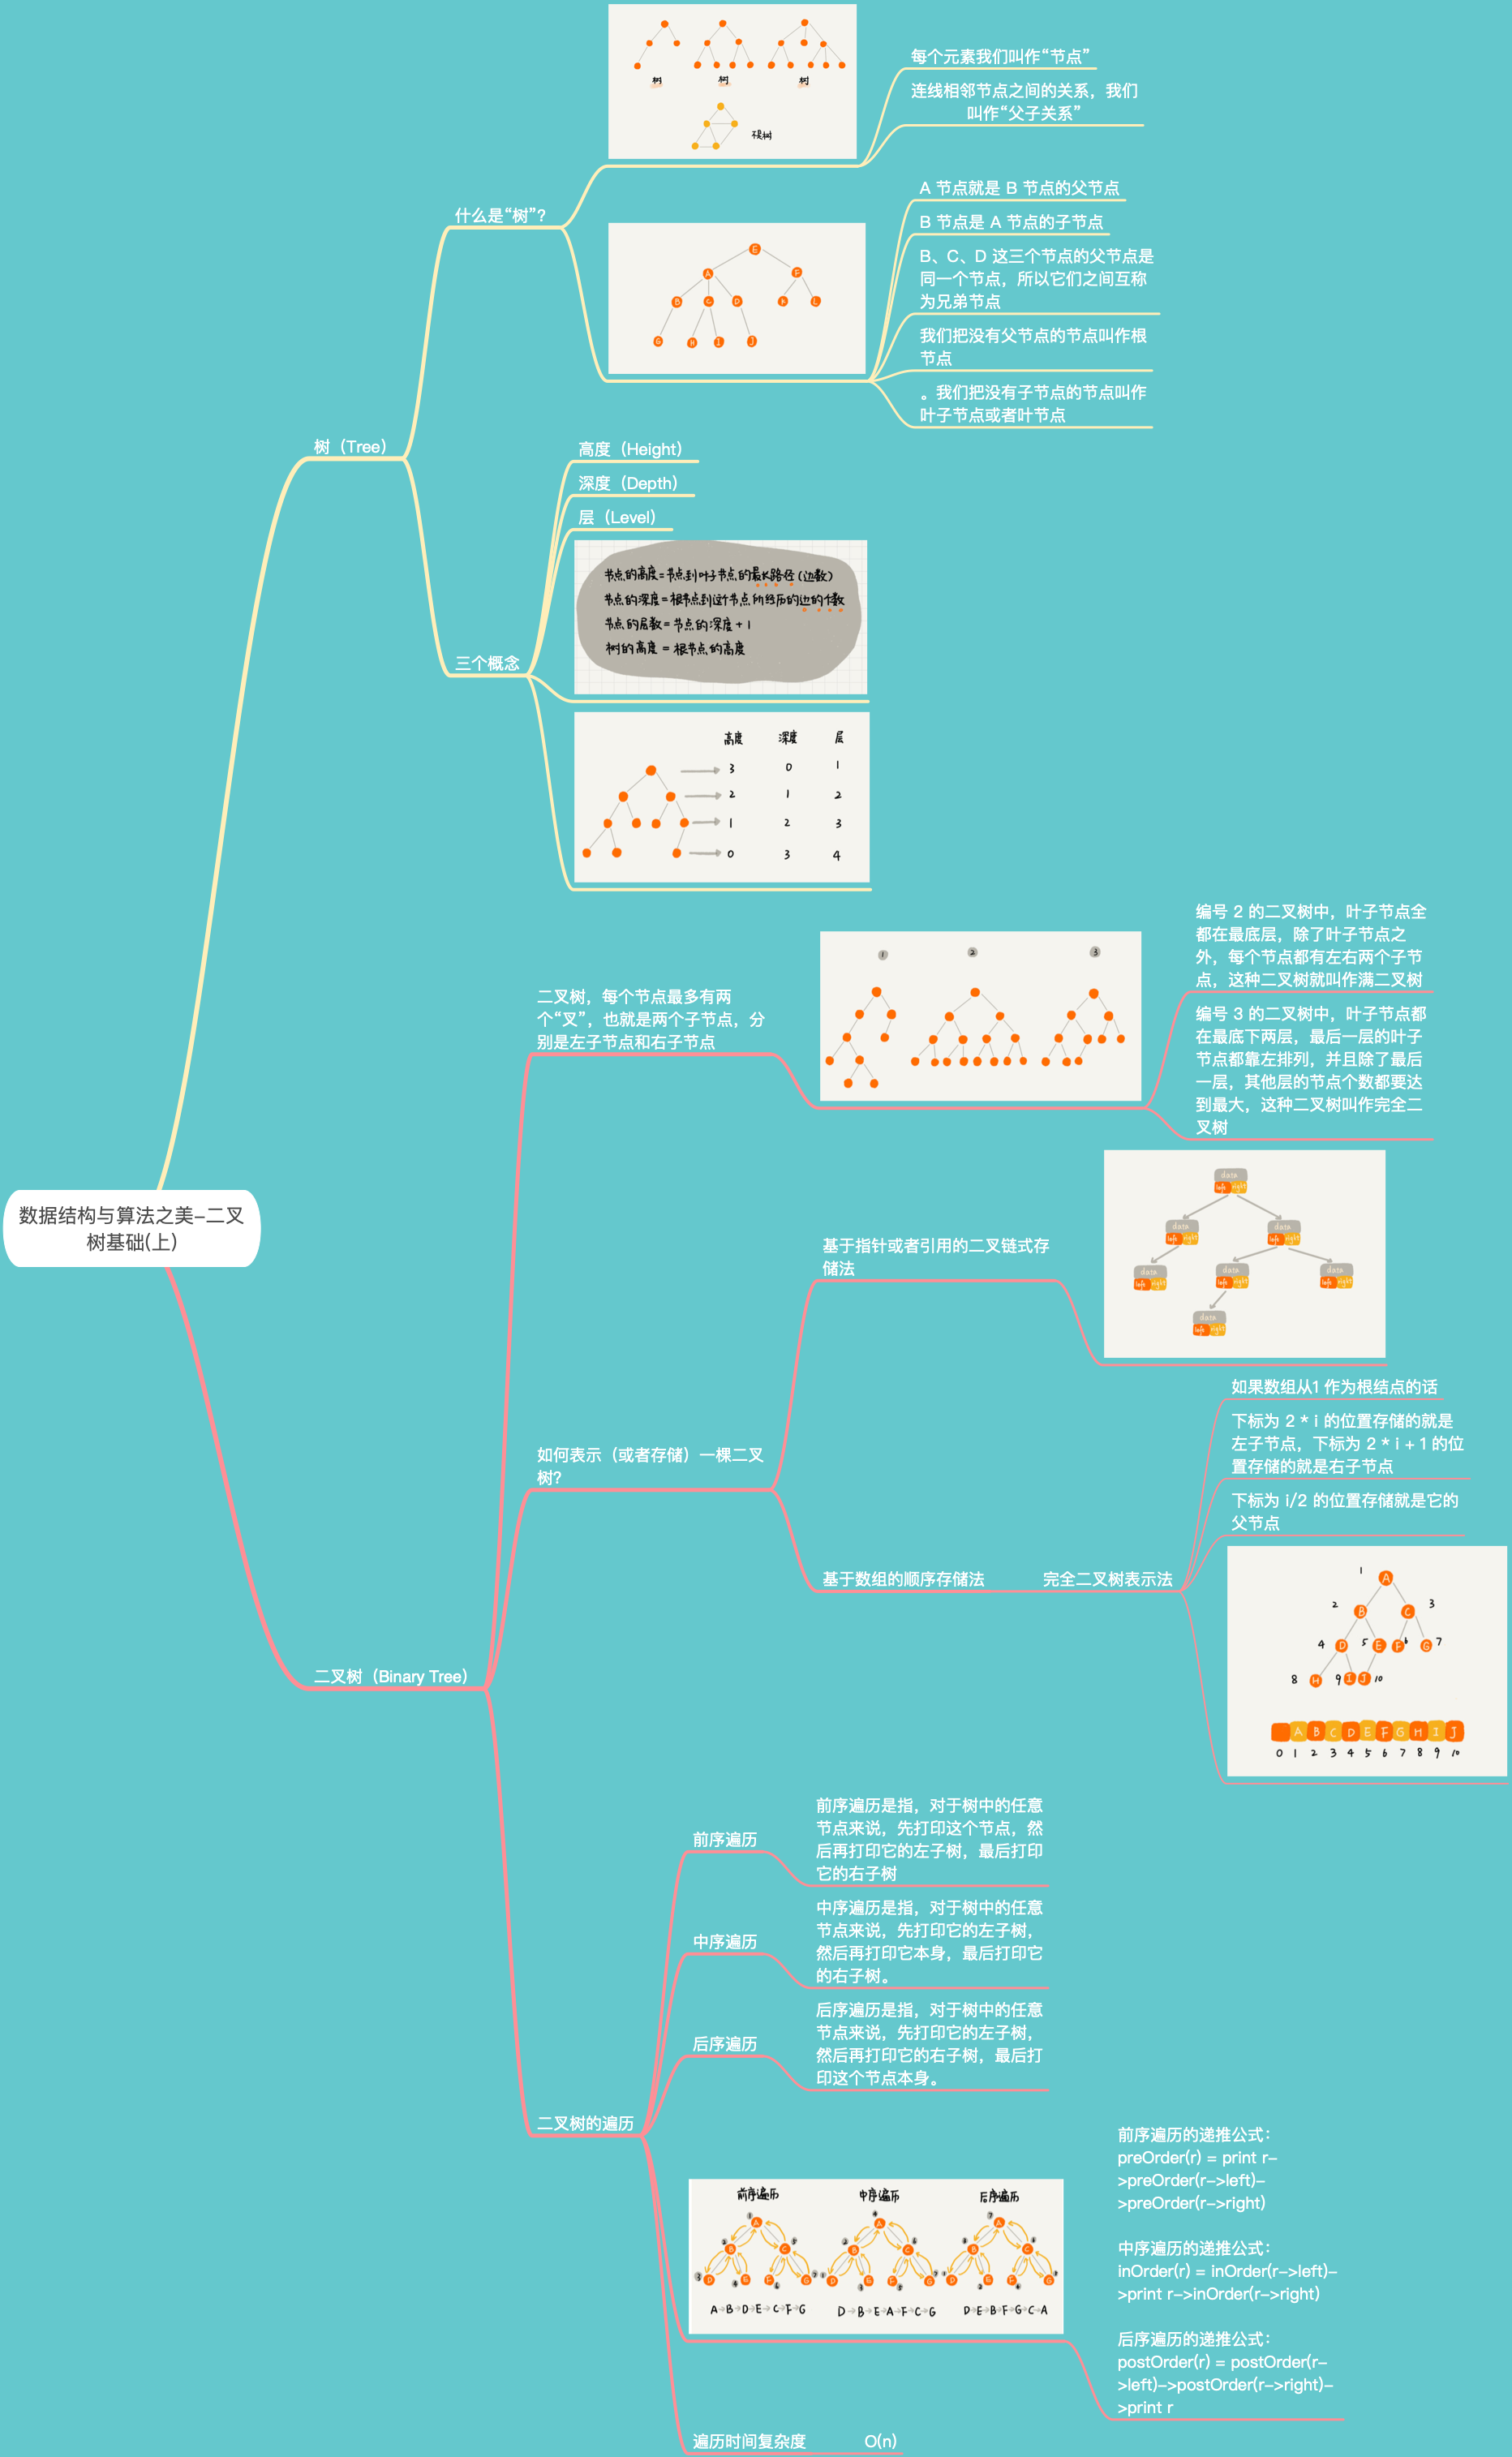 数据结构与算法之美-二叉
树基础(上)
树（Tree）
什么是“树”？
树
树
树
不是树
每个元素我们叫作“节点”
连线相邻节点之间的关系，我们
叫作“父子关系”
E
A
F
B
C
D
K
L
G
H
I
J
A 节点就是 B 节点的父节点
B 节点是 A 节点的子节点
B、C、D 这三个节点的父节点是
同一个节点，所以它们之间互称
为兄弟节点
我们把没有父节点的节点叫作根
节点
。我们把没有子节点的节点叫作
叶子节点或者叶节点
三个概念
高度（Height）
深度（Depth）
层（Level）
节点的高度=节点到叶子节点的最长路径(边数)
节点的深度=根节点到这个节点所经历的边的个数
节点的层数=节点的深度+1
树的高度=根节点的高度
高度 深度 层
3 0 1
2 1 2
1 2 3
0 3 4
二叉树（Binary Tree）
二叉树，每个节点最多有两
个“叉”，也就是两个子节点，分
别是左子节点和右子节点
1 2 3
编号 2 的二叉树中，叶子节点全
都在最底层，除了叶子节点之
外，每个节点都有左右两个子节
点，这种二叉树就叫作满二叉树
编号 3 的二叉树中，叶子节点都
在最底下两层，最后一层的叶子
节点都靠左排列，并且除了最后
一层，其他层的节点个数都要达
到最大，这种二叉树叫作完全二
叉树
如何表示（或者存储）一棵二叉
树？
基于指针或者引用的二叉链式存
储法
data
left right
data data
left right left right
data data data
left right left right left right
data
left right
基于数组的顺序存储法
完全二叉树表示法
如果数组从1 作为根结点的话
下标为 2 * i 的位置存储的就是
左子节点，下标为 2 * i + 1 的位
置存储的就是右子节点
下标为 i/2 的位置存储就是它的
父节点
1 A
2 B C 3
4 D 5 E F 6 G 7
8 H 9 I J 10
A B C D E F G H I J
0 1 2 3 4 5 6 7 8 9 10
二叉树的遍历
前序遍历
前序遍历是指，对于树中的任意
节点来说，先打印这个节点，然
后再打印它的左子树，最后打印
它的右子树
中序遍历
中序遍历是指，对于树中的任意
节点来说，先打印它的左子树，
然后再打印它本身，最后打印它
的右子树。
后序遍历
后序遍历是指，对于树中的任意
节点来说，先打印它的左子树，
然后再打印它的右子树，最后打
印这个节点本身。
前序遍历 中序遍历 后序遍历
A→B→D→E→C→F→G
D→B→E→A→F→C→G
D→E→B→F→G→C→A
前序遍历的递推公式：
preOrder(r) = print r-
>preOrder(r->left)-
>preOrder(r->right)
中序遍历的递推公式：
inOrder(r) = inOrder(r->left)-
>print r->inOrder(r->right)
后序遍历的递推公式：
postOrder(r) = postOrder(r-
>left)->postOrder(r->right)-
>print r
遍历时间复杂度
O(n)